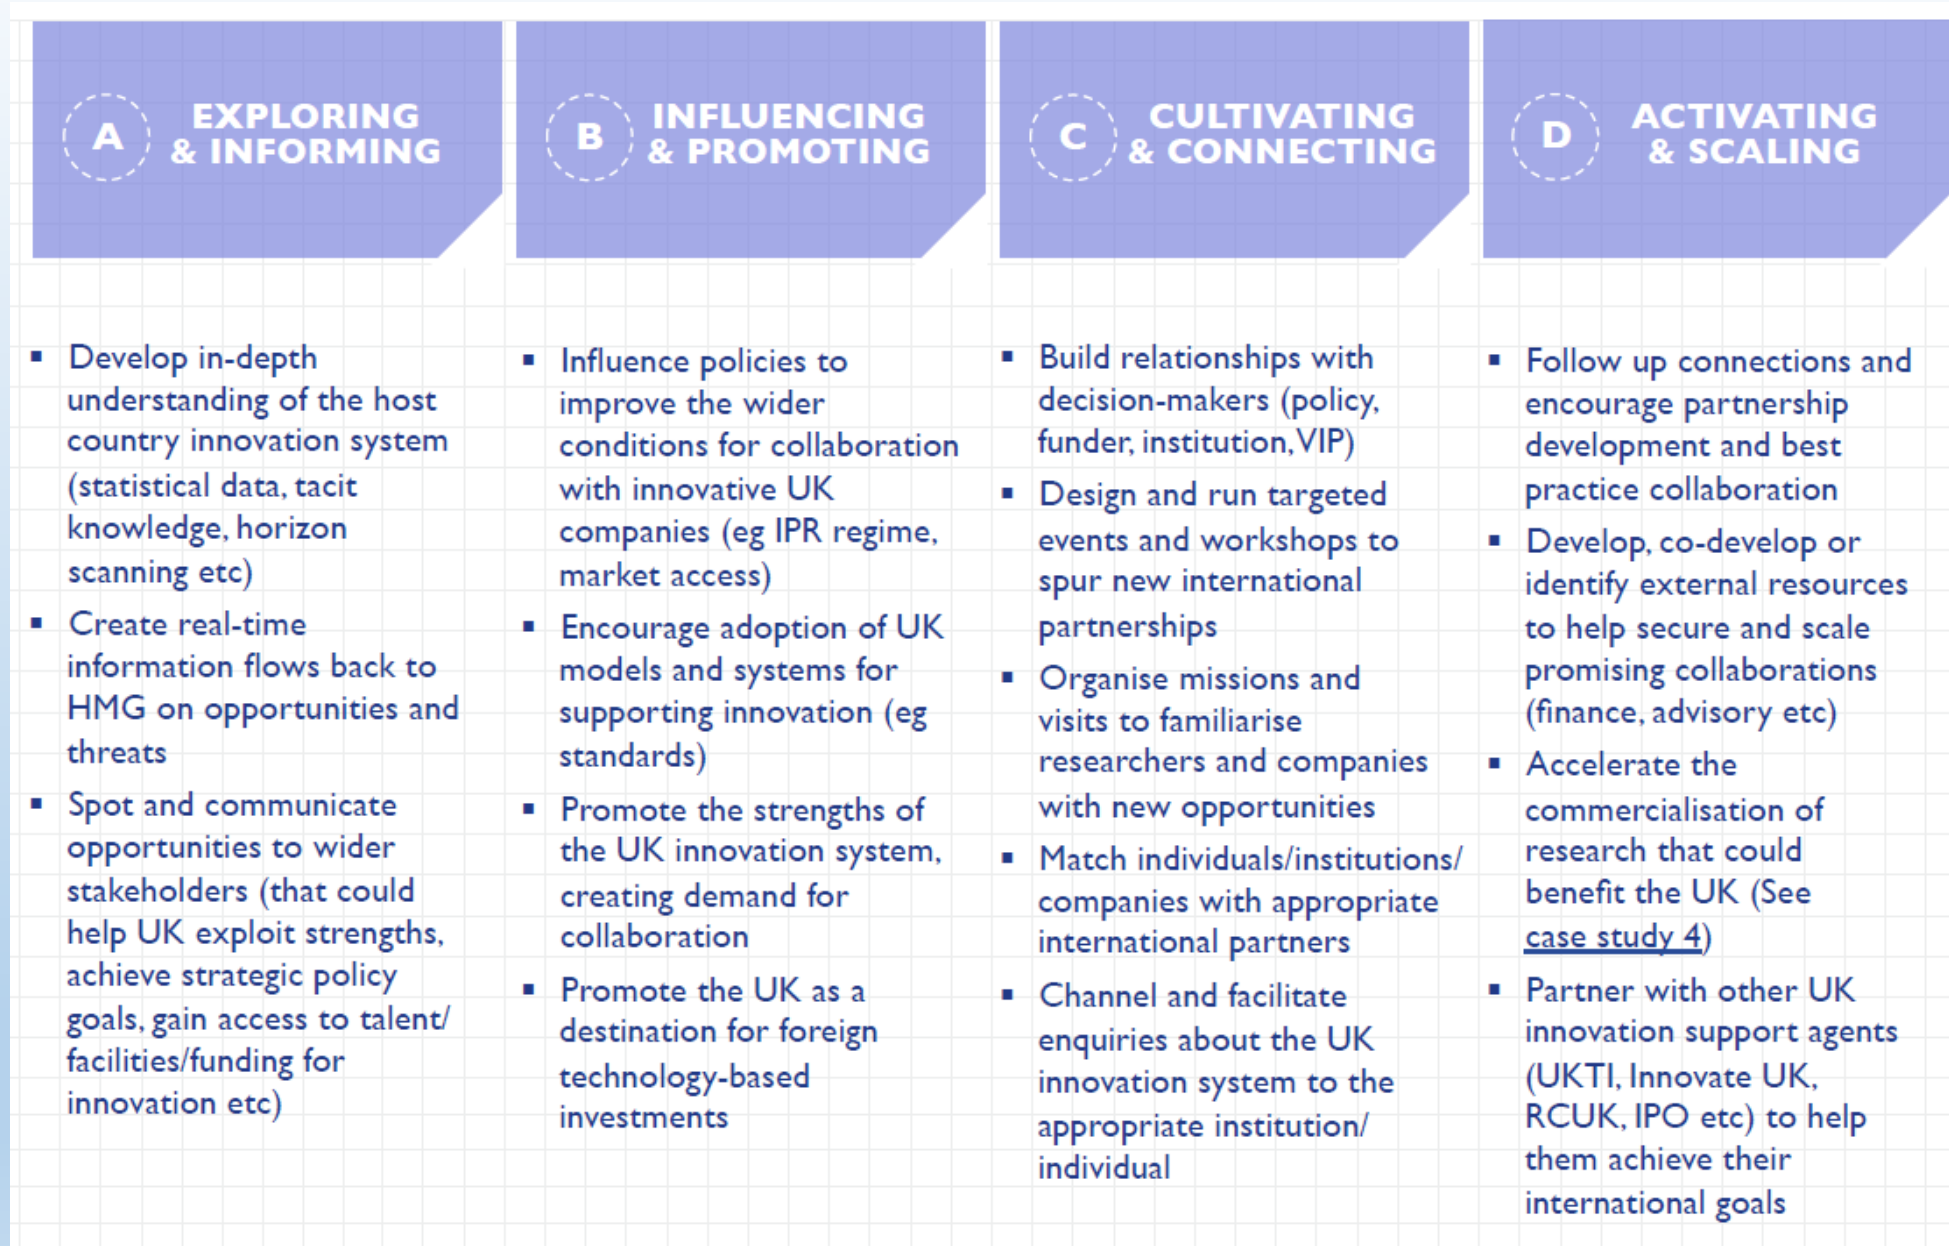 A
EXPLORING
& INFORMING
▪ Develop in-depth
understanding of the host
country innovation system
(statistical data, tacit
knowledge, horizon
scanning etc)
▪ Create real-time
information flows back to
HMG on opportunities and
threats
▪ Spot and communicate
opportunities to wider
stakeholders (that could
help UK exploit strengths,
achieve strategic policy
goals, gain access to talent/
facilities/funding for
innovation etc)
B
INFLUENCING
& PROMOTING
▪ Influence policies to
improve the wider
conditions for collaboration
with innovative UK
companies (eg IPR regime,
market access)
▪ Encourage adoption of UK
models and systems for
supporting innovation (eg
standards)
▪ Promote the strengths of
the UK innovation system,
creating demand for
collaboration
▪ Promote the UK as a
destination for foreign
technology-based
investments
C
CULTIVATING
& CONNECTING
▪ Build relationships with
decision-makers (policy,
funder, institution, VIP)
▪ Design and run targeted
events and workshops to
spur new international
partnerships
▪ Organise missions and
visits to familiarise
researchers and companies
with new opportunities
▪ Match individuals/institutions/
companies with appropriate
international partners
▪ Channel and facilitate
enquiries about the UK
innovation system to the
appropriate institution/
individual
D
ACTIVATING
& SCALING
▪ Follow up connections and
encourage partnership
development and best
practice collaboration
▪ Develop, co-develop or
identify external resources
to help secure and scale
promising collaborations
(finance, advisory etc)
▪ Accelerate the
commercialisation of
research that could
benefit the UK (See
case study 4)
▪ Partner with other UK
innovation support agents
(UKTI, Innovate UK,
RCUK, IPO etc) to help
them achieve their
international goals